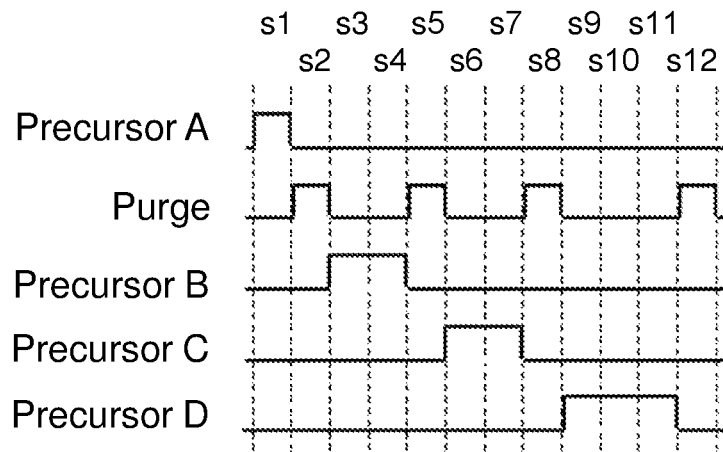 s1 s3 s5 s7 s9 s11
s2 s4 s6 s8 s10 s12
Precursor A
Purge
Precursor B
Precursor C
Precursor D